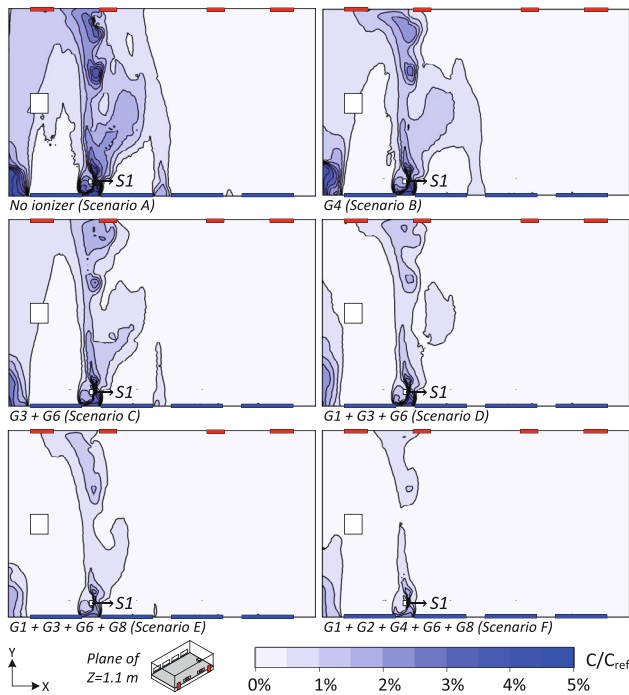 S1
No ionizer (Scenario A)
S1
G4 (Scenario B)
S1
G3 + G6 (Scenario C)
S1
G1 + G3 + G6 (Scenario D)
S1
G1 + G3 + G6 + G8 (Scenario E)
S1
G1 + G2 + G4 + G6 + G8 (Scenario F)
Y
X
Plane of
Z=1.1 m
C/Cref
0% 1% 2% 3% 4% 5%